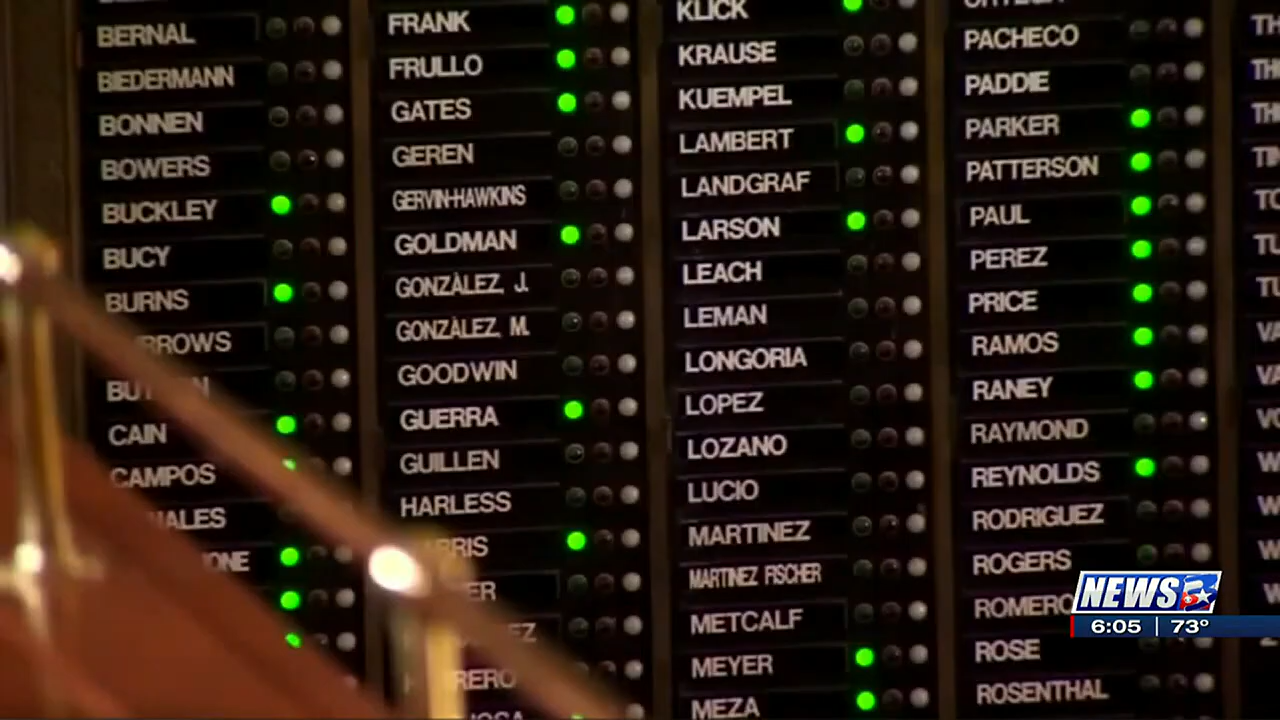 BERNAL
BIEDERMANN
BONNEN
BOWERS
BUCKLEY
BUCY
BURNS
CAIN
CAMPOS
FRANK
FRULLO
GATES
GEREN
GERVIN-HAWKINS
GOLDMAN
GONZÀLEZ, J.
GONZÀLEZ, M.
GOODWIN
GUERRA
GUILLEN
HARLESS
KLICK
KRAUSE
KUEMPEL
LAMBERT
LANDGRAF
LARSON
LEACH
LEMAN
LONGORIA
LOPEZ
LOZANO
LUCIO
MARTINEZ
MARTINEZ FISCHER
METCALF
MEYER
MEZA
PACHECO
PADDIE
PARKER
PATTERSON
PAUL
PEREZ
PRICE
RAMOS
RANEY
RAYMOND
REYNOLDS
RODRIGUEZ
ROGERS
ROMERO
ROSE
ROSENTHAL
NEWS 5
6:05 | 73°